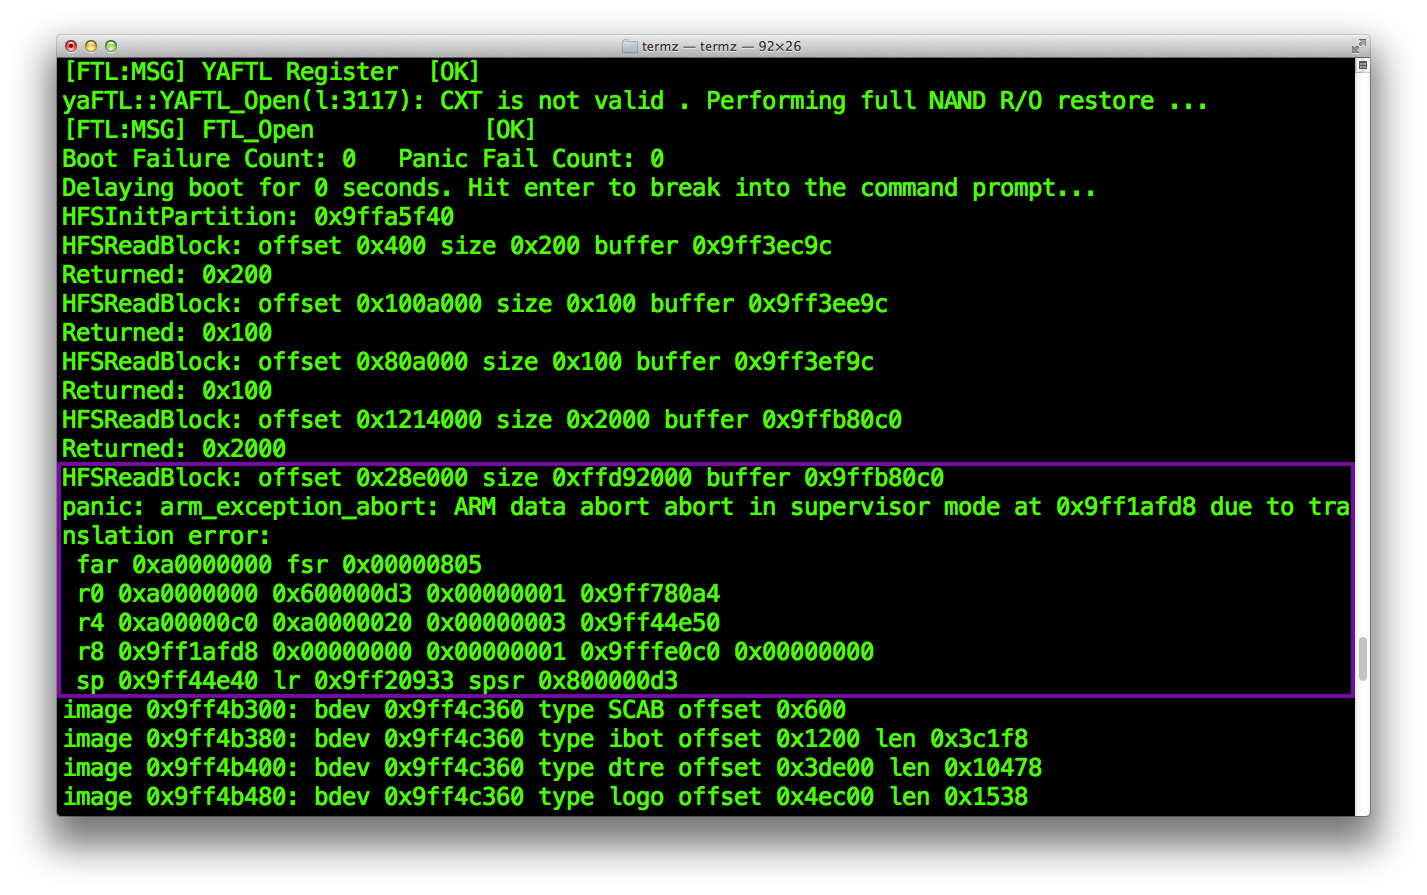 termz — termz — 92×26
[FTL:MSG] YAFTL Register  [OK]
yaFTL::YAFTL_Open(l:3117): CXT is not valid . Performing full NAND R/O restore ...
[FTL:MSG] FTL_Open            [OK]
Boot Failure Count: 0   Panic Fail Count: 0
Delaying boot for 0 seconds. Hit enter to break into the command prompt...
HFSInitPartition: 0x9ffa5f40
HFSReadBlock: offset 0x400 size 0x200 buffer 0x9ff3ec9c
Returned: 0x200
HFSReadBlock: offset 0x100a000 size 0x100 buffer 0x9ff3ee9c
Returned: 0x100
HFSReadBlock: offset 0x80a000 size 0x100 buffer 0x9ff3ef9c
Returned: 0x100
HFSReadBlock: offset 0x1214000 size 0x2000 buffer 0x9ffb80c0
Returned: 0x2000
HFSReadBlock: offset 0x28e000 size 0xffd92000 buffer 0x9ffb80c0
panic: arm_exception_abort: ARM data abort abort in supervisor mode at 0x9ff1afd8 due to tra
nslation error:
 far 0xa0000000 fsr 0x00000805
 r0 0xa0000000 0x600000d3 0x00000001 0x9ff780a4
 r4 0xa00000c0 0xa0000020 0x00000003 0x9ff44e50
 r8 0x9ff1afd8 0x00000000 0x00000001 0x9fffe0c0 0x00000000
 sp 0x9ff44e40 lr 0x9ff20933 spsr 0x800000d3
image 0x9ff4b300: bdev 0x9ff4c360 type SCAB offset 0x600
image 0x9ff4b380: bdev 0x9ff4c360 type ibot offset 0x1200 len 0x3c1f8
image 0x9ff4b400: bdev 0x9ff4c360 type dtre offset 0x3de00 len 0x10478
image 0x9ff4b480: bdev 0x9ff4c360 type logo offset 0x4ec00 len 0x1538